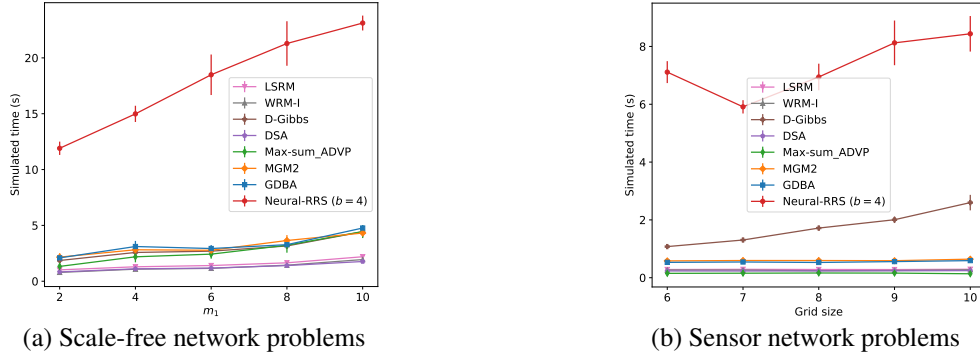 20
15
10
5
0
Simulated time (s)
2
4
6
8
10
m1
LSRM
WRM-I
D-Gibbs
DSA
Max-sum_ADVP
MGM2
GDBA
Neural-RRS (b = 4)
(a) Scale-free network problems
8
6
4
2
0
Simulated time (s)
6
7
8
9
10
Grid size
LSRM
WRM-I
D-Gibbs
DSA
Max-sum_ADVP
MGM2
GDBA
Neural-RRS (b = 4)
(b) Sensor network problems